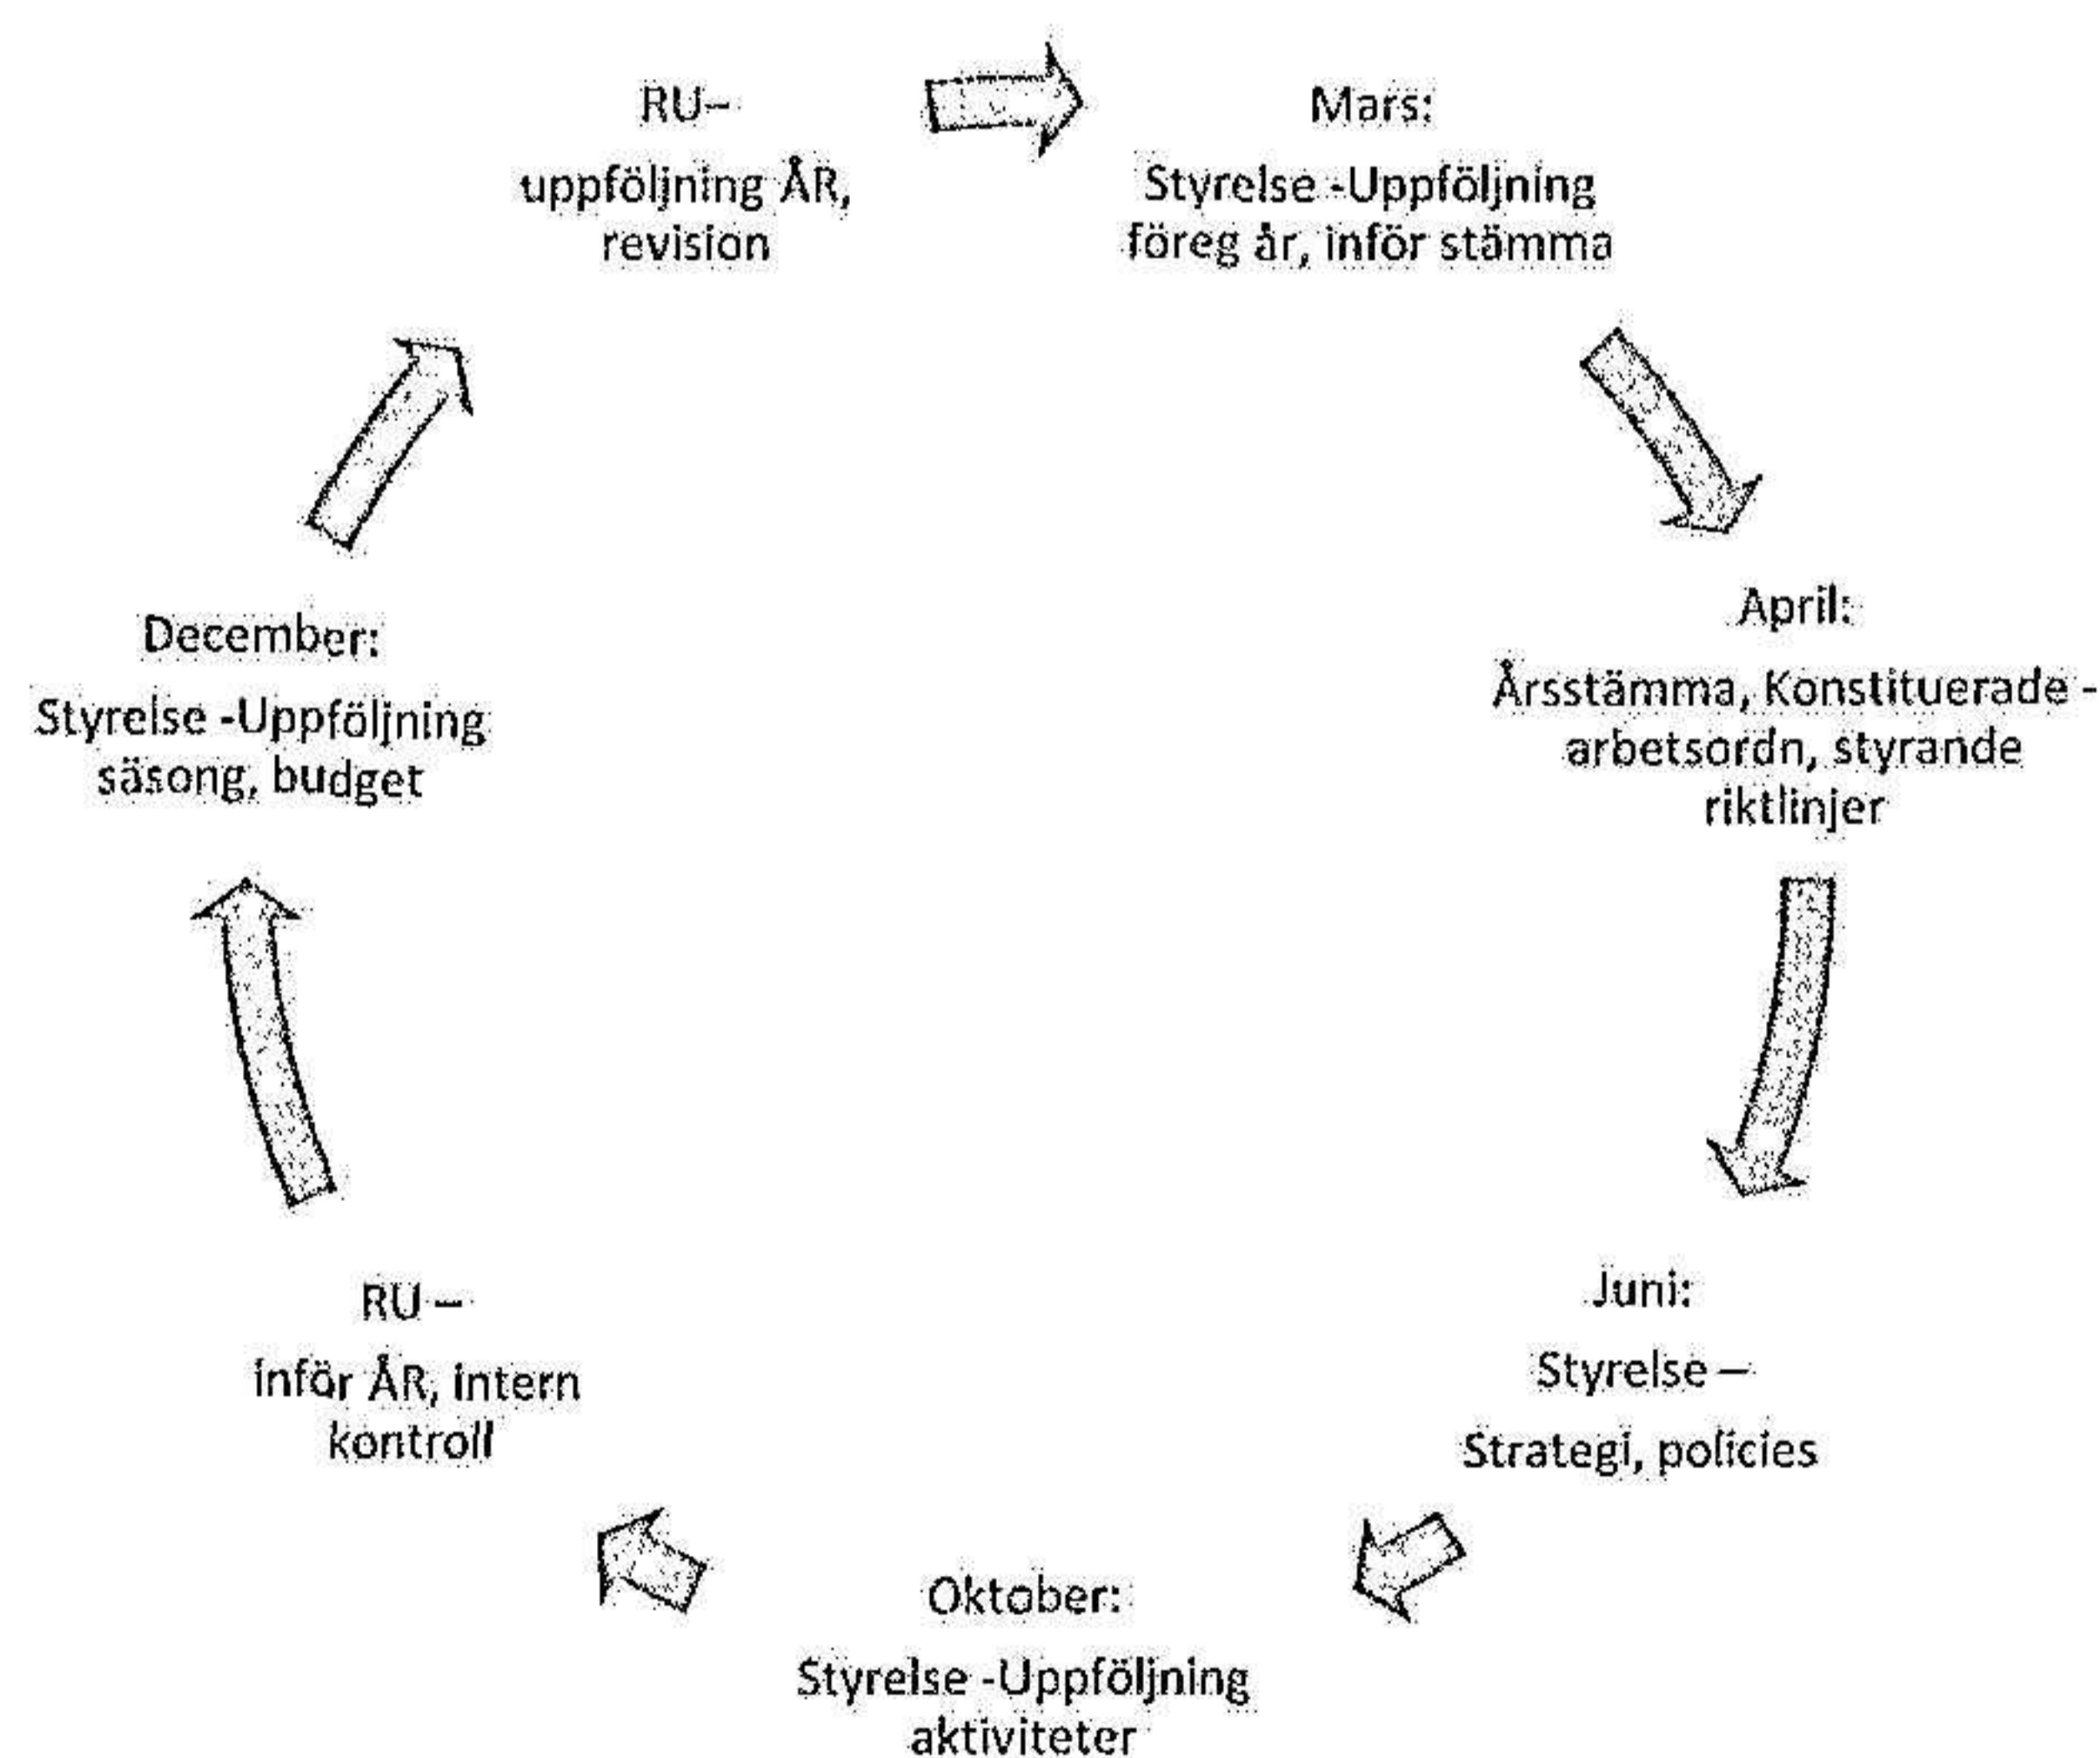 RU–
uppföljning ÅR,
revision
Mars:
Styrelse -Uppföljning
föreg år, inför stämma
April:
Årsstämma, Konstituerade -
arbetsordn, styrande
riktlinjer
Juni:
Styrelse –
Strategi, policies
Oktober:
Styrelse -Uppföljning
aktiviteter
RU –
inför ÅR, intern
kontroll
December:
Styrelse -Uppföljning
säsong, budget